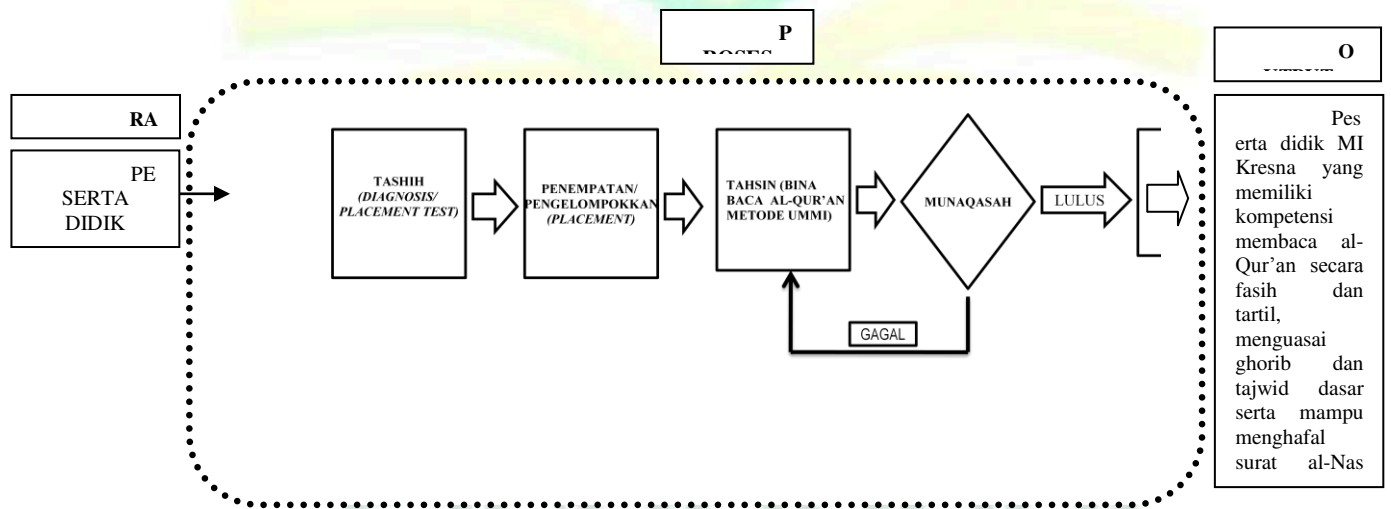 P
RA
PE
SERTA
DIDIK
TASHIH
(DIAGNOSIS/
PLACEMENT TEST)
PENEMPATAN/
PENGELOMPOKKAN
(PLACEMENT)
TAHSIN (BINA
BACA AL-QUR'AN
METODE UMMI)
MUNAQASAH
LULUS
GAGAL
O
Pes
erta didik MI
Kresna yang
memiliki
kompetensi
membaca al-
Qur'an secara
fasih dan
tartil,
menguasai
ghorib dan
tajwid dasar
serta mampu
menghafal
surat al-Nas